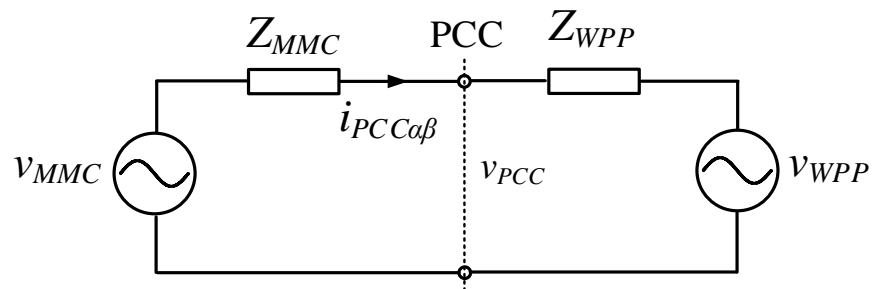 Z_MMC
PCC
Z_WPP
i_PCCαβ
v_MMC
v_PCC
v_WPP